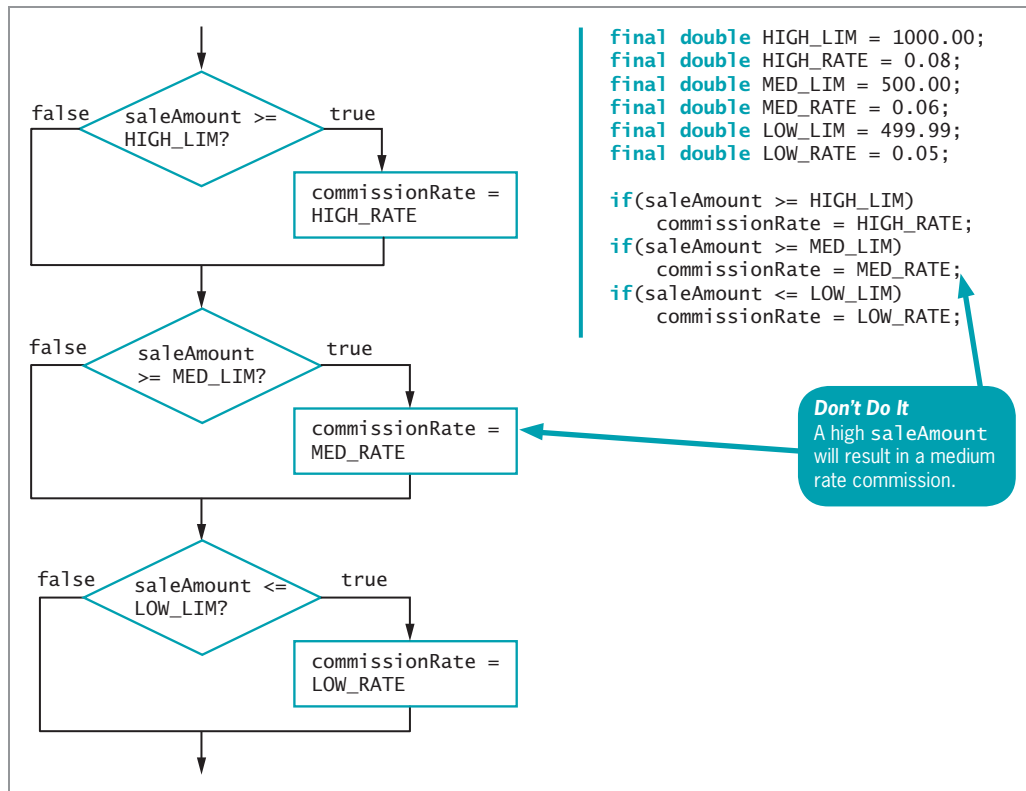 false
saleAmount >=
HIGH_LIM?
true
commissionRate =
HIGH_RATE
false
saleAmount
>= MED_LIM?
true
commissionRate =
MED_RATE
false
saleAmount <=
LOW_LIM?
true
commissionRate =
LOW_RATE
final double HIGH_LIM = 1000.00;
final double HIGH_RATE = 0.08;
final double MED_LIM = 500.00;
final double MED_RATE = 0.06;
final double LOW_LIM = 499.99;
final double LOW_RATE = 0.05;
if(saleAmount >= HIGH_LIM)
    commissionRate = HIGH_RATE;
if(saleAmount >= MED_LIM)
    commissionRate = MED_RATE;
if(saleAmount <= LOW_LIM)
    commissionRate = LOW_RATE;
Don't Do It
A high saleAmount
will result in a medium
rate commission.